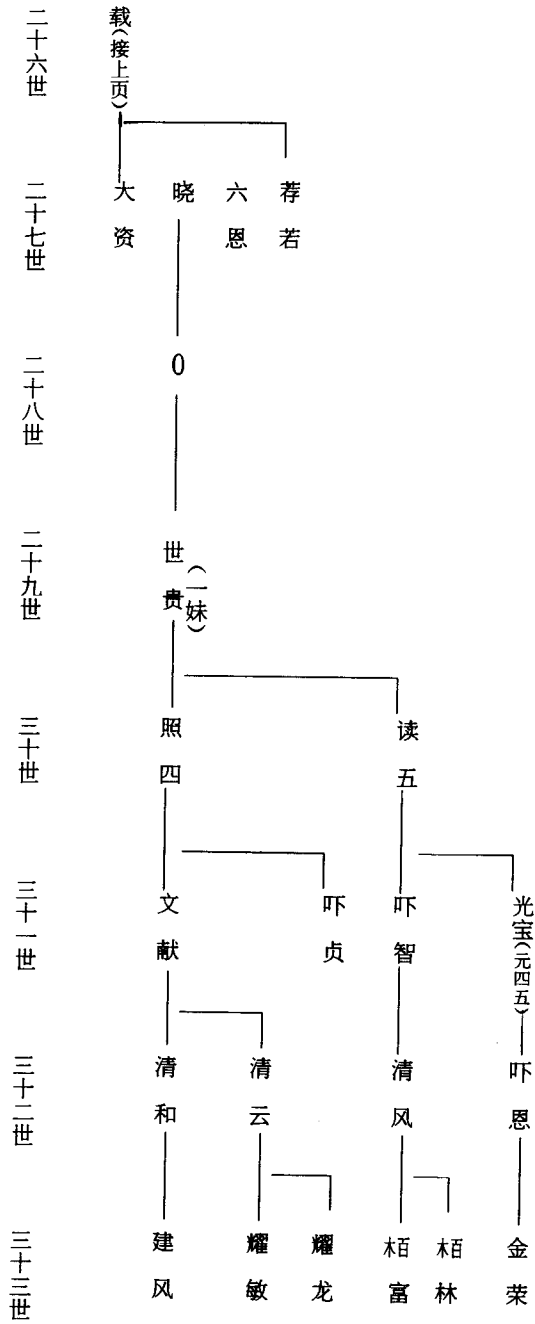 二十六世 载(接上页)
二十七世 大资 晓 六恩 荐若
二十八世 0
二十九世 世贵(一妹)
三十世 照四 读五
三十一世 文献 吓贞 吓智 光宝(元四五)
三十二世 清和 清云 清风 吓恩
三十三世 建风 耀敏 耀龙 栢富 栢林 金荣